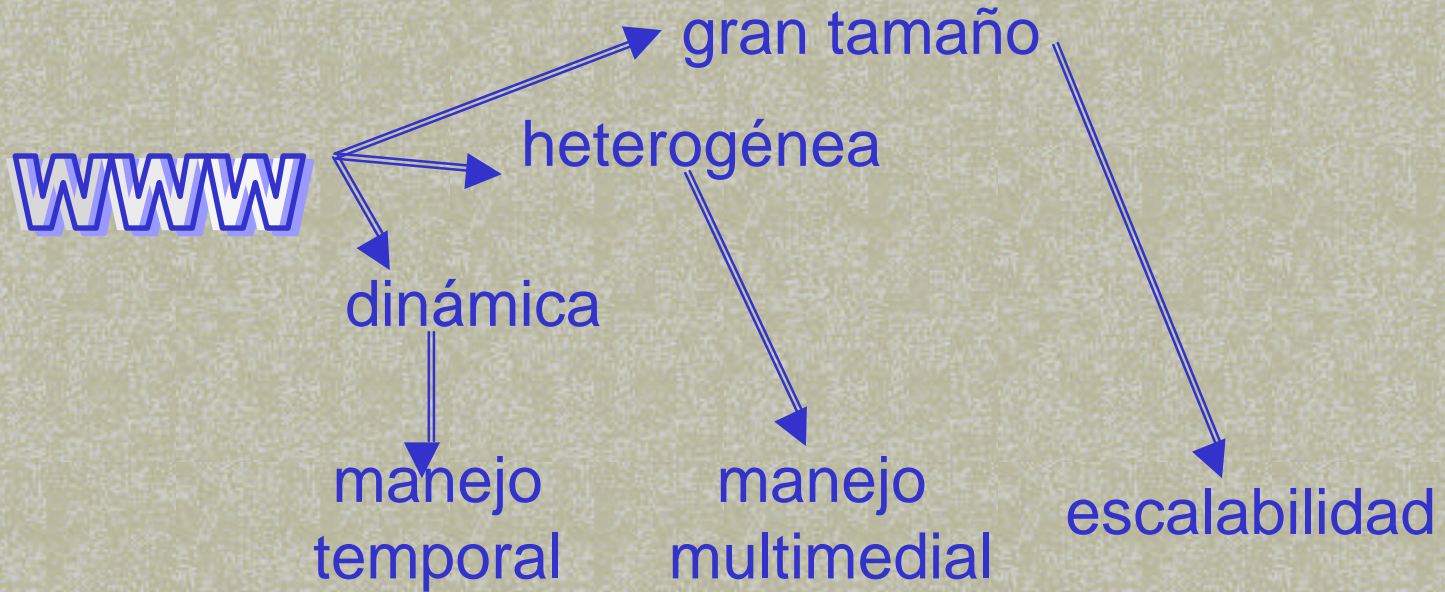 gran tamaño
heterogénea
WWW
dinámica
manejo
temporal
manejo
multimedial
escalabilidad